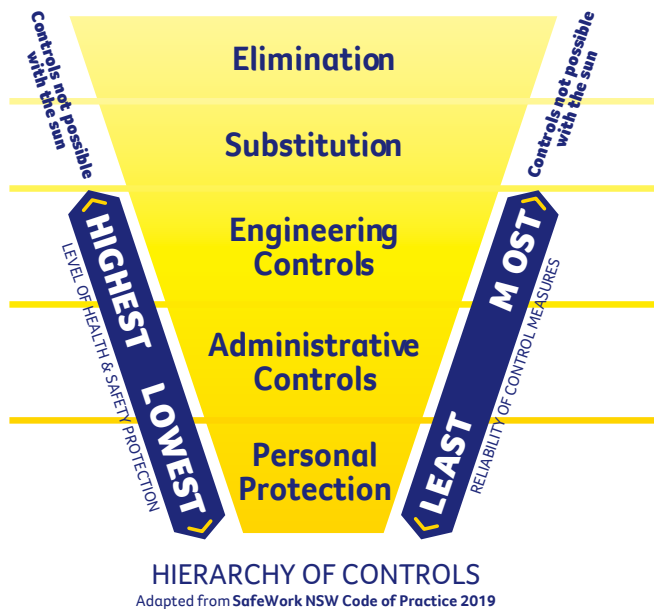 Controls not possible
with the sun
Controls not possible
with the sun
Elimination
Substitution
Engineering
Controls
Administrative
Controls
Personal
Protection
HIGHEST
LOWEST
LEVEL OF HEALTH & SAFETY PROTECTION
MOST
LEAST
RELIABILITY OF CONTROL MEASURES
HIERARCHY OF CONTROLS
Adapted from SafeWork NSW Code of Practice 2019